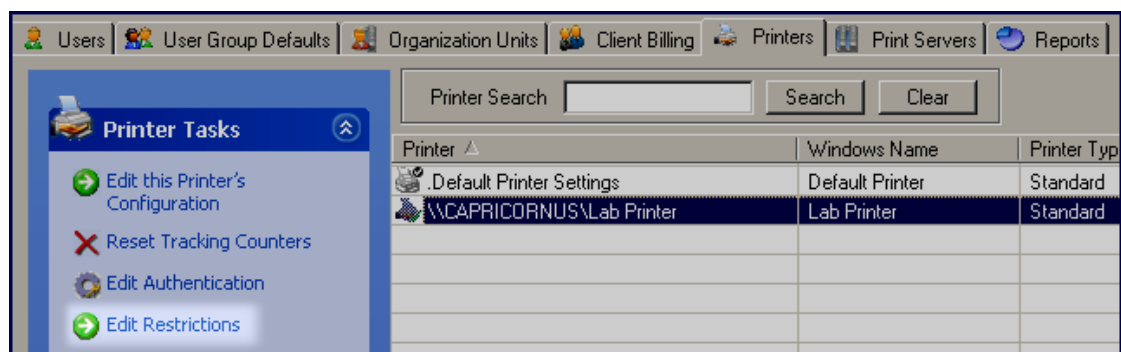 Users User Group Defaults Organization Units Client Billing Printers Print Servers Reports
Printer Search Search Clear
Printer Tasks
Edit this Printer's
Configuration
Reset Tracking Counters
Edit Authentication
Edit Restrictions
Printer Windows Name Printer Typ
.Default Printer Settings Default Printer Standard
\\CAPRICORNUS\Lab Printer Lab Printer Standard